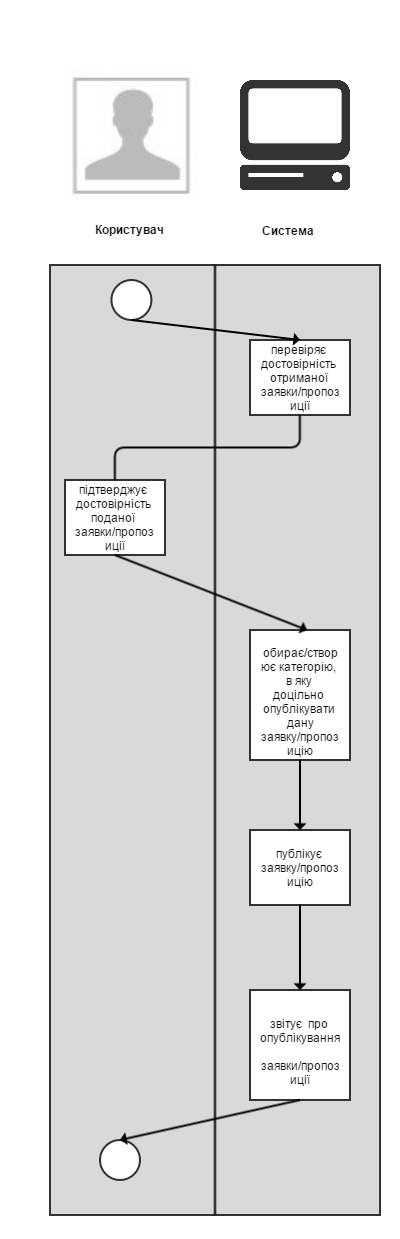 Користувач
Система
перевіряє
достовірність
отриманої
заявки/пропоз
иції
підтверджує
достовірність
поданої
заявки/пропоз
иції
обирає/створ
ює категорію,
в яку
доцільно
опублікувати
дану
заявку/пропоз
ицію
публікує
заявку/пропоз
ицію
звітує про
опублікування
заявки/пропоз
иції